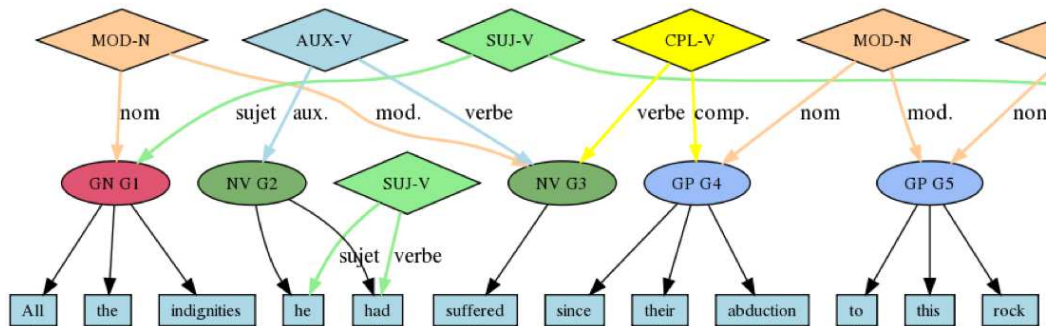 MOD-N AUX-V SUJ-V CPL-V MOD-N
nom sujet aux. mod. verbe verbe comp. nom mod. nom
GN G1 NV G2 SUJ-V NV G3 GP G4 GP G5
sujet verbe
All the indignities he had suffered since their abduction to this rock